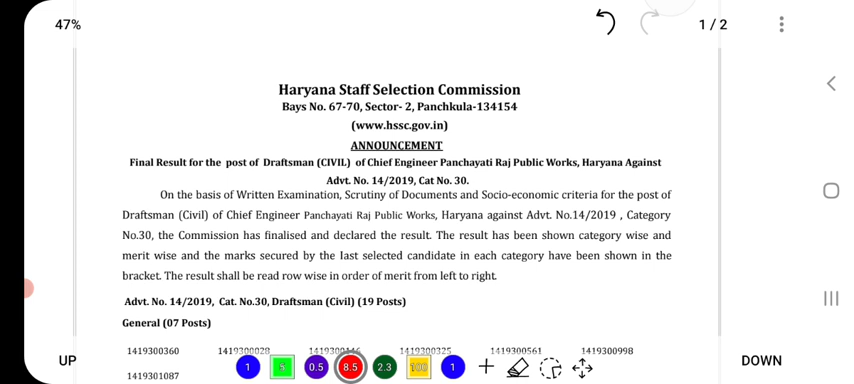 47%
1 / 2
Haryana Staff Selection Commission
Bays No. 67-70, Sector- 2, Panchkula-134154
(www.hssc.gov.in)
ANNOUNCEMENT
Final Result for the post of Draftsman (CIVIL) of Chief Engineer Panchayati Raj Public Works, Haryana Against
Advt. No. 14/2019, Cat No. 30.
On the basis of Written Examination, Scrutiny of Documents and Socio-economic criteria for the post of
Draftsman (Civil) of Chief Engineer Panchayati Raj Public Works, Haryana against Advt. No.14/2019 , Category
No.30, the Commission has finalised and declared the result. The result has been shown category wise and
merit wise and the marks secured by the last selected candidate in each category have been shown in the
bracket. The result shall be read row wise in order of merit from left to right.
Advt. No. 14/2019, Cat. No.30, Draftsman (Civil) (19 Posts)
General (07 Posts)
1419300360 1419300028 1419300325 1419300561 1419300998
UP 1 0.5 8.5 2.3 100 1 DOWN
1419301087